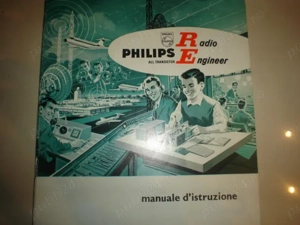 PHILIPS
Radio
Engineer
ALL TRANSISTOR
manuale d'istruzione